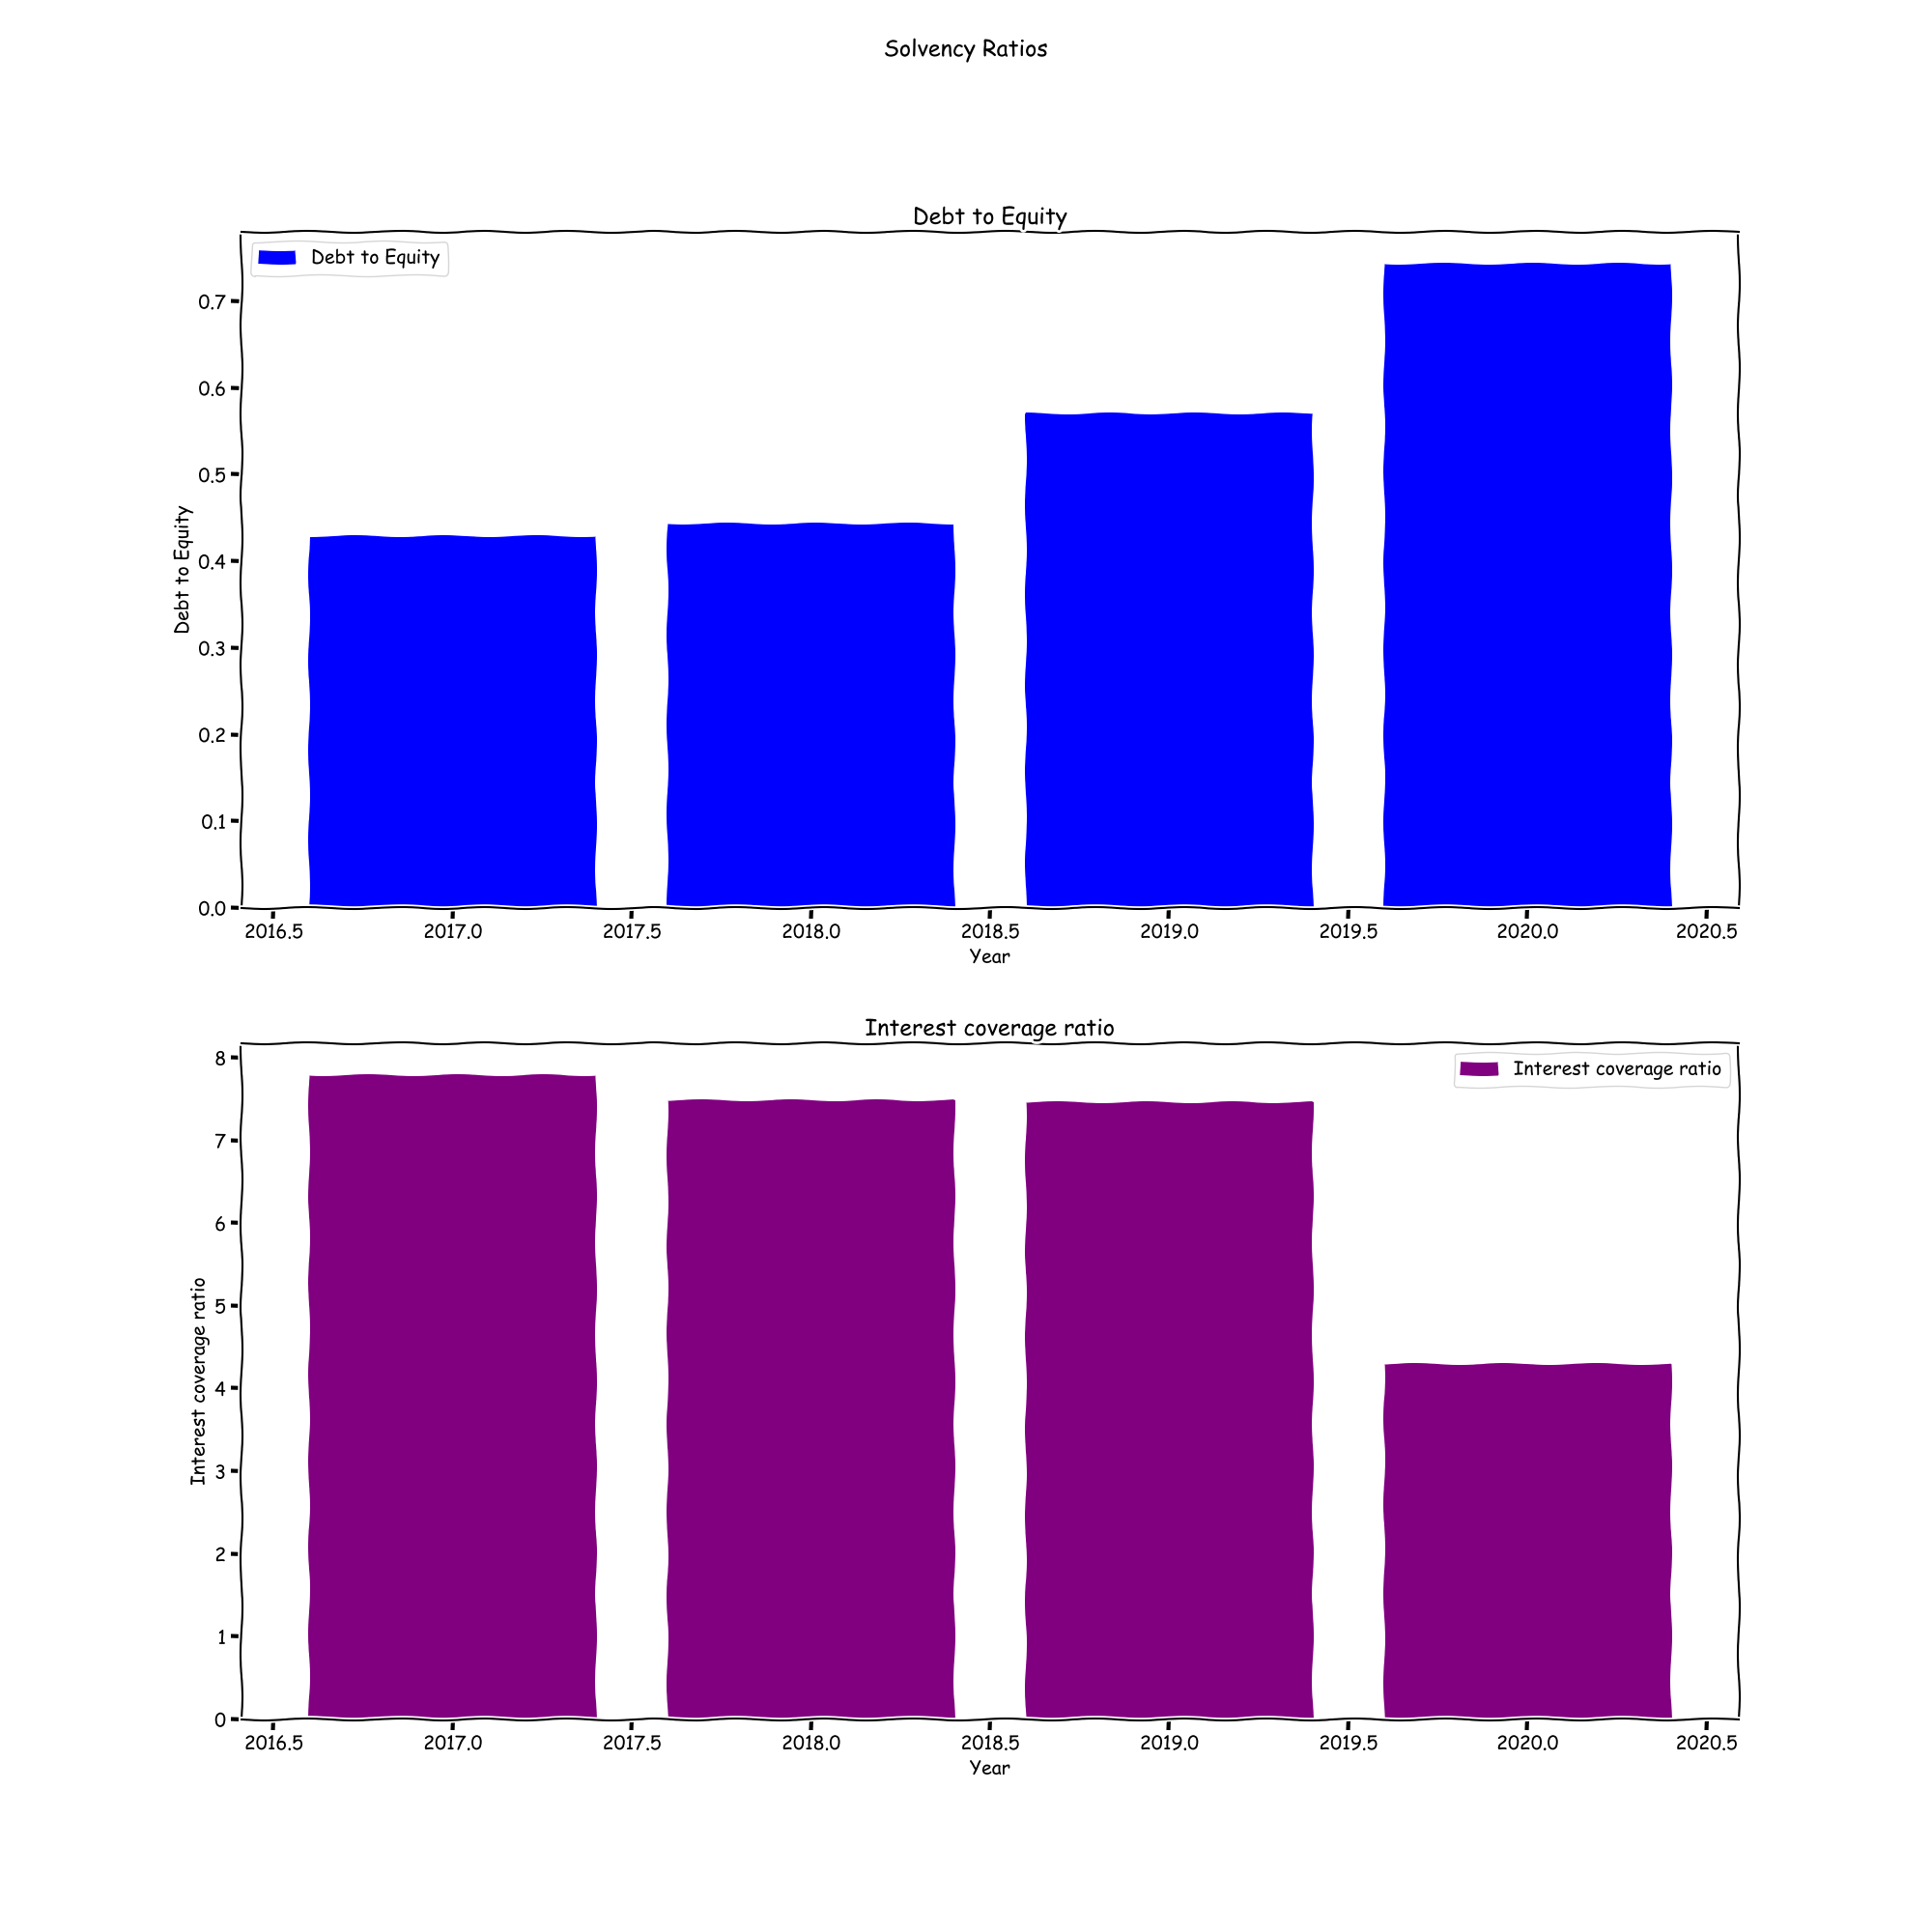 Solvency Ratios
Debt to Equity
Debt to Equity
0.7
0.6
0.5
0.4
0.3
0.2
0.1
0.0
Debt to Equity
2016.5 2017.0 2017.5 2018.0 2018.5 2019.0 2019.5 2020.0 2020.5
Year
Interest coverage ratio
Interest coverage ratio
8
7
6
5
4
3
2
1
0
Interest coverage ratio
2016.5 2017.0 2017.5 2018.0 2018.5 2019.0 2019.5 2020.0 2020.5
Year